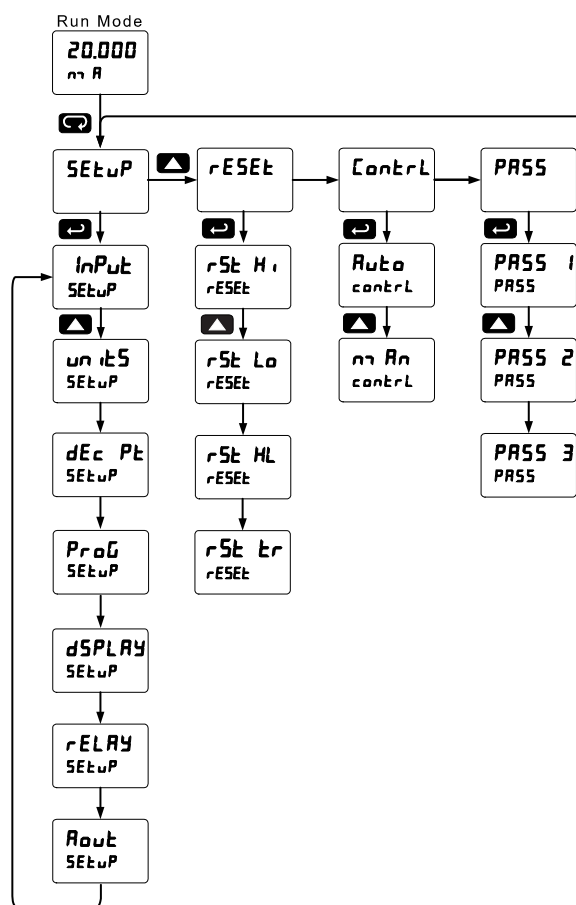 Run Mode
20.000
mA
SEtuP
rESEt
ContrL
PASS
InPut
SEtuP
rSt Hi
rESEt
Auto
contrL
PASS 1
PASS
unitS
SEtuP
rSt Lo
rESEt
mAn
contrL
PASS 2
PASS
dEc Pt
SEtuP
rSt HL
rESEt
PASS 3
PASS
ProG
SEtuP
rSt tr
rESEt
dSPLAY
SEtuP
rELAY
SEtuP
Aout
SEtuP